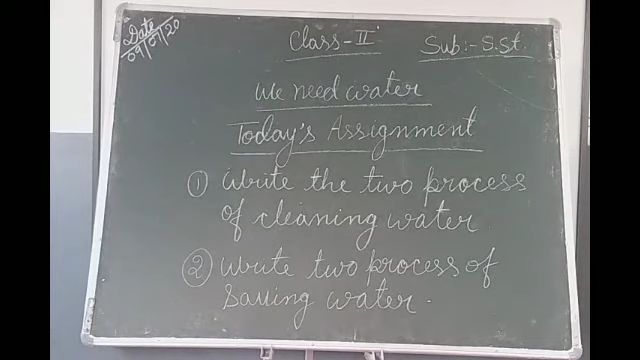 Date
09/07/20
Class-II
Sub:- S.St.
We need water
Today's Assignment
① Write the two process
of cleaning water
② Write two process of
Saving water.